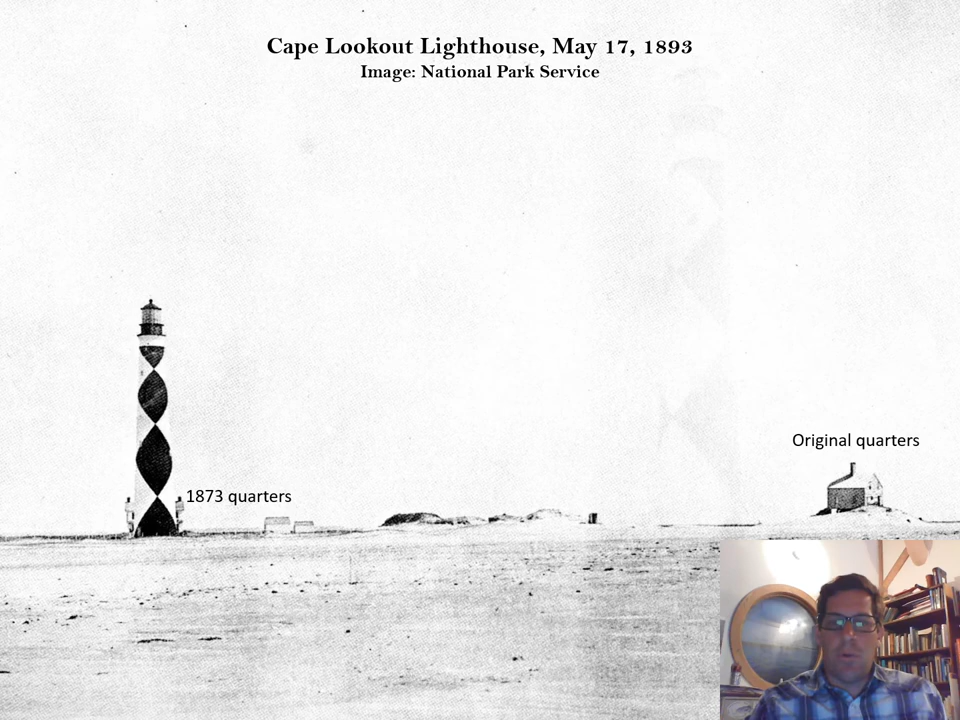 Cape Lookout Lighthouse, May 17, 1893
Image: National Park Service
Original quarters
1873 quarters